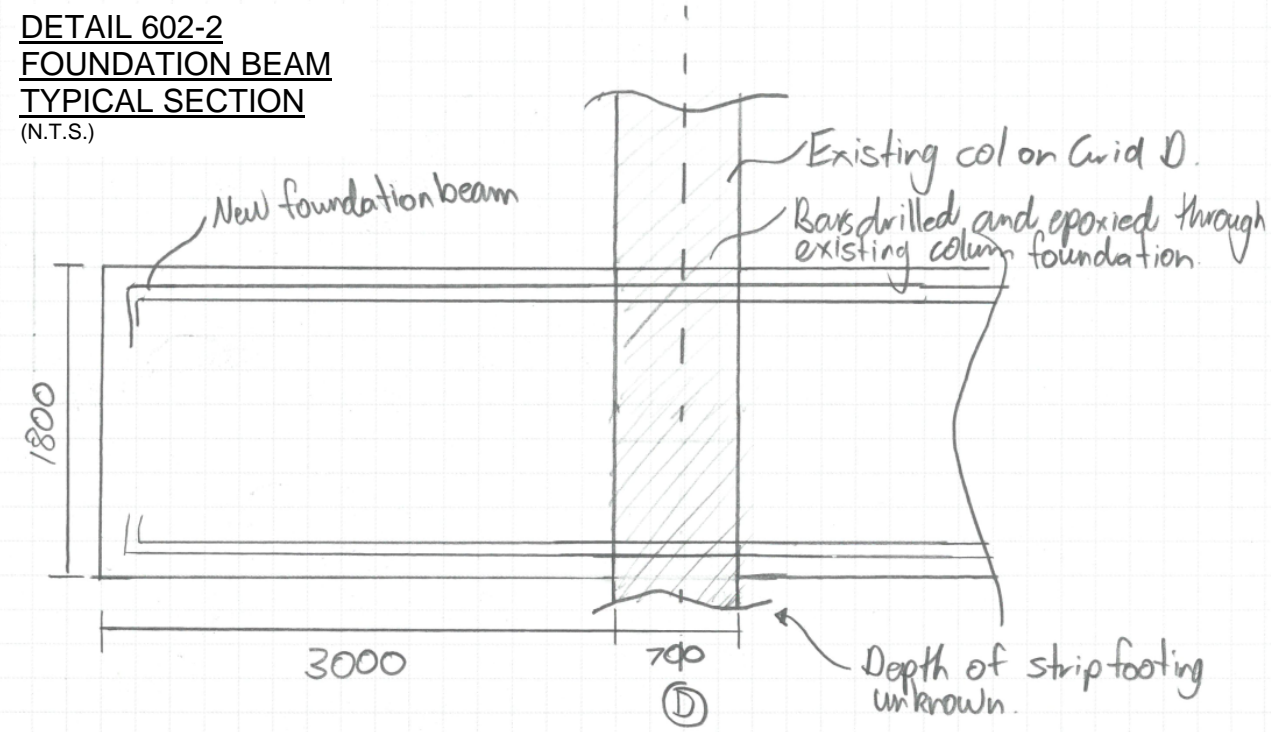 DETAIL 602-2
FOUNDATION BEAM
TYPICAL SECTION
(N.T.S.)
Existing col on Grid D.
New foundation beam
Bars drilled and epoxied through
existing column foundation.
1800
3000
700
D
Depth of strip footing
unknown.